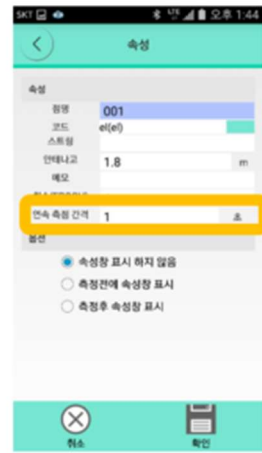 SKT LTE 오후 1:44
속성
속성
점명 001
코드 el(el)
스트링
안테나고 1.8 m
메모
연속 측점 간격 1 초
옵션
속성창 표시 하지 않음
측정전에 속성창 표시
측정후 속성창 표시
취소 확인